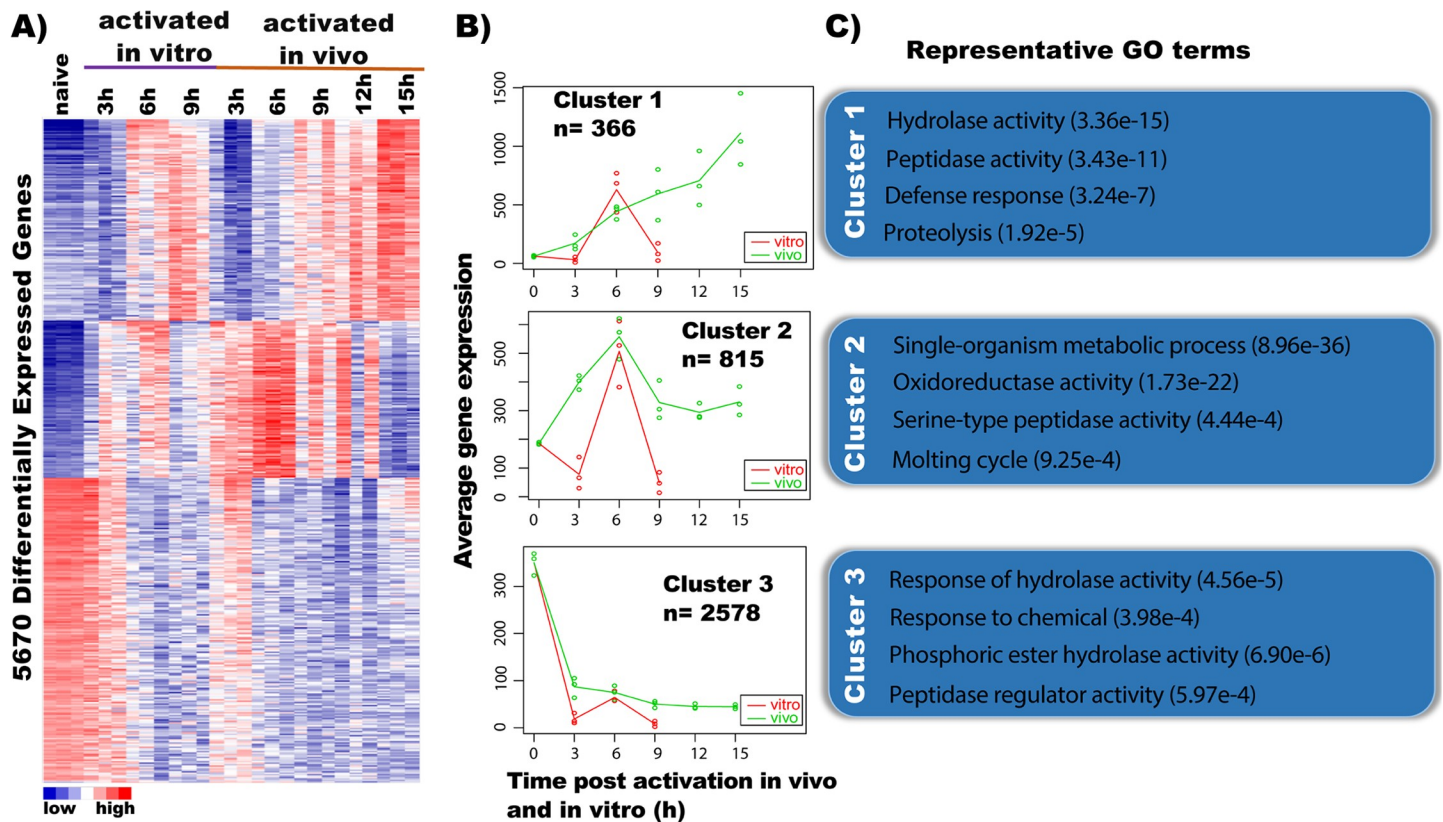 A)
activated
in vitro
activated
in vivo
naive
3h
6h
9h
3h
6h
9h
12h
15h
5670 Differentially Expressed Genes
low
high
B)
Average gene expression
1500
1000
500
0
Cluster 1
n= 366
vitro
vivo
0 3 6 9 12 15
500
300
100
0
Cluster 2
n= 815
vitro
vivo
0 3 6 9 12 15
300
200
100
0
Cluster 3
n= 2578
vitro
vivo
0 3 6 9 12 15
Time post activation in vivo
and in vitro (h)
C)
Representative GO terms
Cluster 1
Hydrolase activity (3.36e-15)
Peptidase activity (3.43e-11)
Defense response (3.24e-7)
Proteolysis (1.92e-5)
Cluster 2
Single-organism metabolic process (8.96e-36)
Oxidoreductase activity (1.73e-22)
Serine-type peptidase activity (4.44e-4)
Molting cycle (9.25e-4)
Cluster 3
Response of hydrolase activity (4.56e-5)
Response to chemical (3.98e-4)
Phosphoric ester hydrolase activity (6.90e-6)
Peptidase regulator activity (5.97e-4)